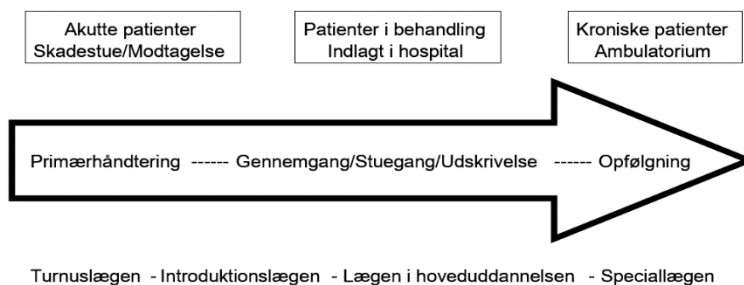 Akutte patienter
Skadestue/Modtagelse
Patienter i behandling
Indlagt i hospital
Kroniske patienter
Ambulatorium
Primærhåndtering ------ Gennemgang/Stuegang/Udskrivelse ------ Opfølgning
Turnuslægen - Introduktionslægen - Lægen i hoveduddannelsen - Speciallægen